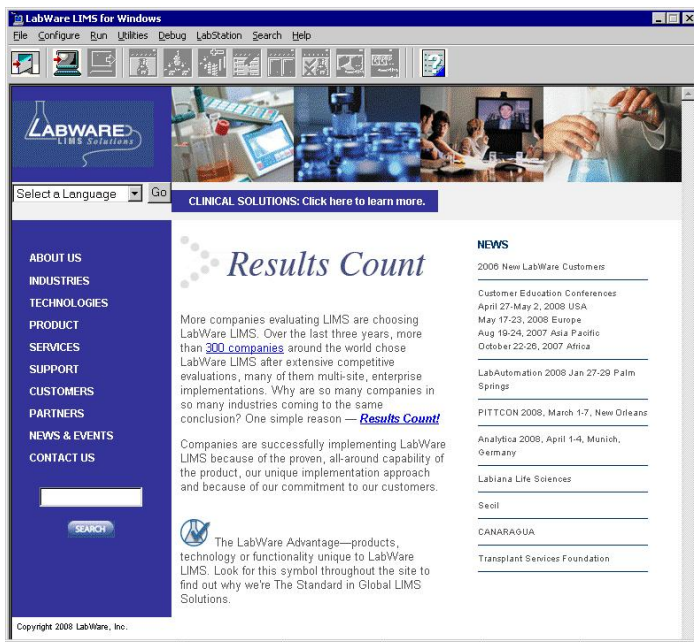 LabWare LIMS for Windows
File Configure Run Utilities Debug LabStation Search Help
LABWARE
LIMS Solutions
Select a Language
Go
CLINICAL SOLUTIONS: Click here to learn more.
ABOUT US
INDUSTRIES
TECHNOLOGIES
PRODUCT
SERVICES
SUPPORT
CUSTOMERS
PARTNERS
NEWS & EVENTS
CONTACT US
SEARCH
Copyright 2008 LabWare, Inc.
Results Count
More companies evaluating LIMS are choosing
LabWare LIMS. Over the last three years, more
than 300 companies around the world chose
LabWare LIMS after extensive competitive
evaluations, many of them multi-site, enterprise
implementations. Why are so many companies in
so many industries coming to the same
conclusion? One simple reason — Results Count!
Companies are successfully implementing LabWare
LIMS because of the proven, all-around capability of
the product, our unique implementation approach
and because of our commitment to our customers.
The LabWare Advantage—products,
technology or functionality unique to LabWare
LIMS. Look for this symbol throughout the site to
find out why we're The Standard in Global LIMS
Solutions.
NEWS
2006 New LabWare Customers
Customer Education Conferences
April 27-May 2, 2008 USA
May 17-23, 2008 Europe
Aug 19-24, 2007 Asia Pacific
October 22-26, 2007 Africa
LabAutomation 2008 Jan 27-29 Palm
Springs
PITTCON 2008, March 1-7, New Orleans
Analytica 2008, April 1-4, Munich,
Germany
Labiana Life Sciences
Secil
CANARAGUA
Transplant Services Foundation